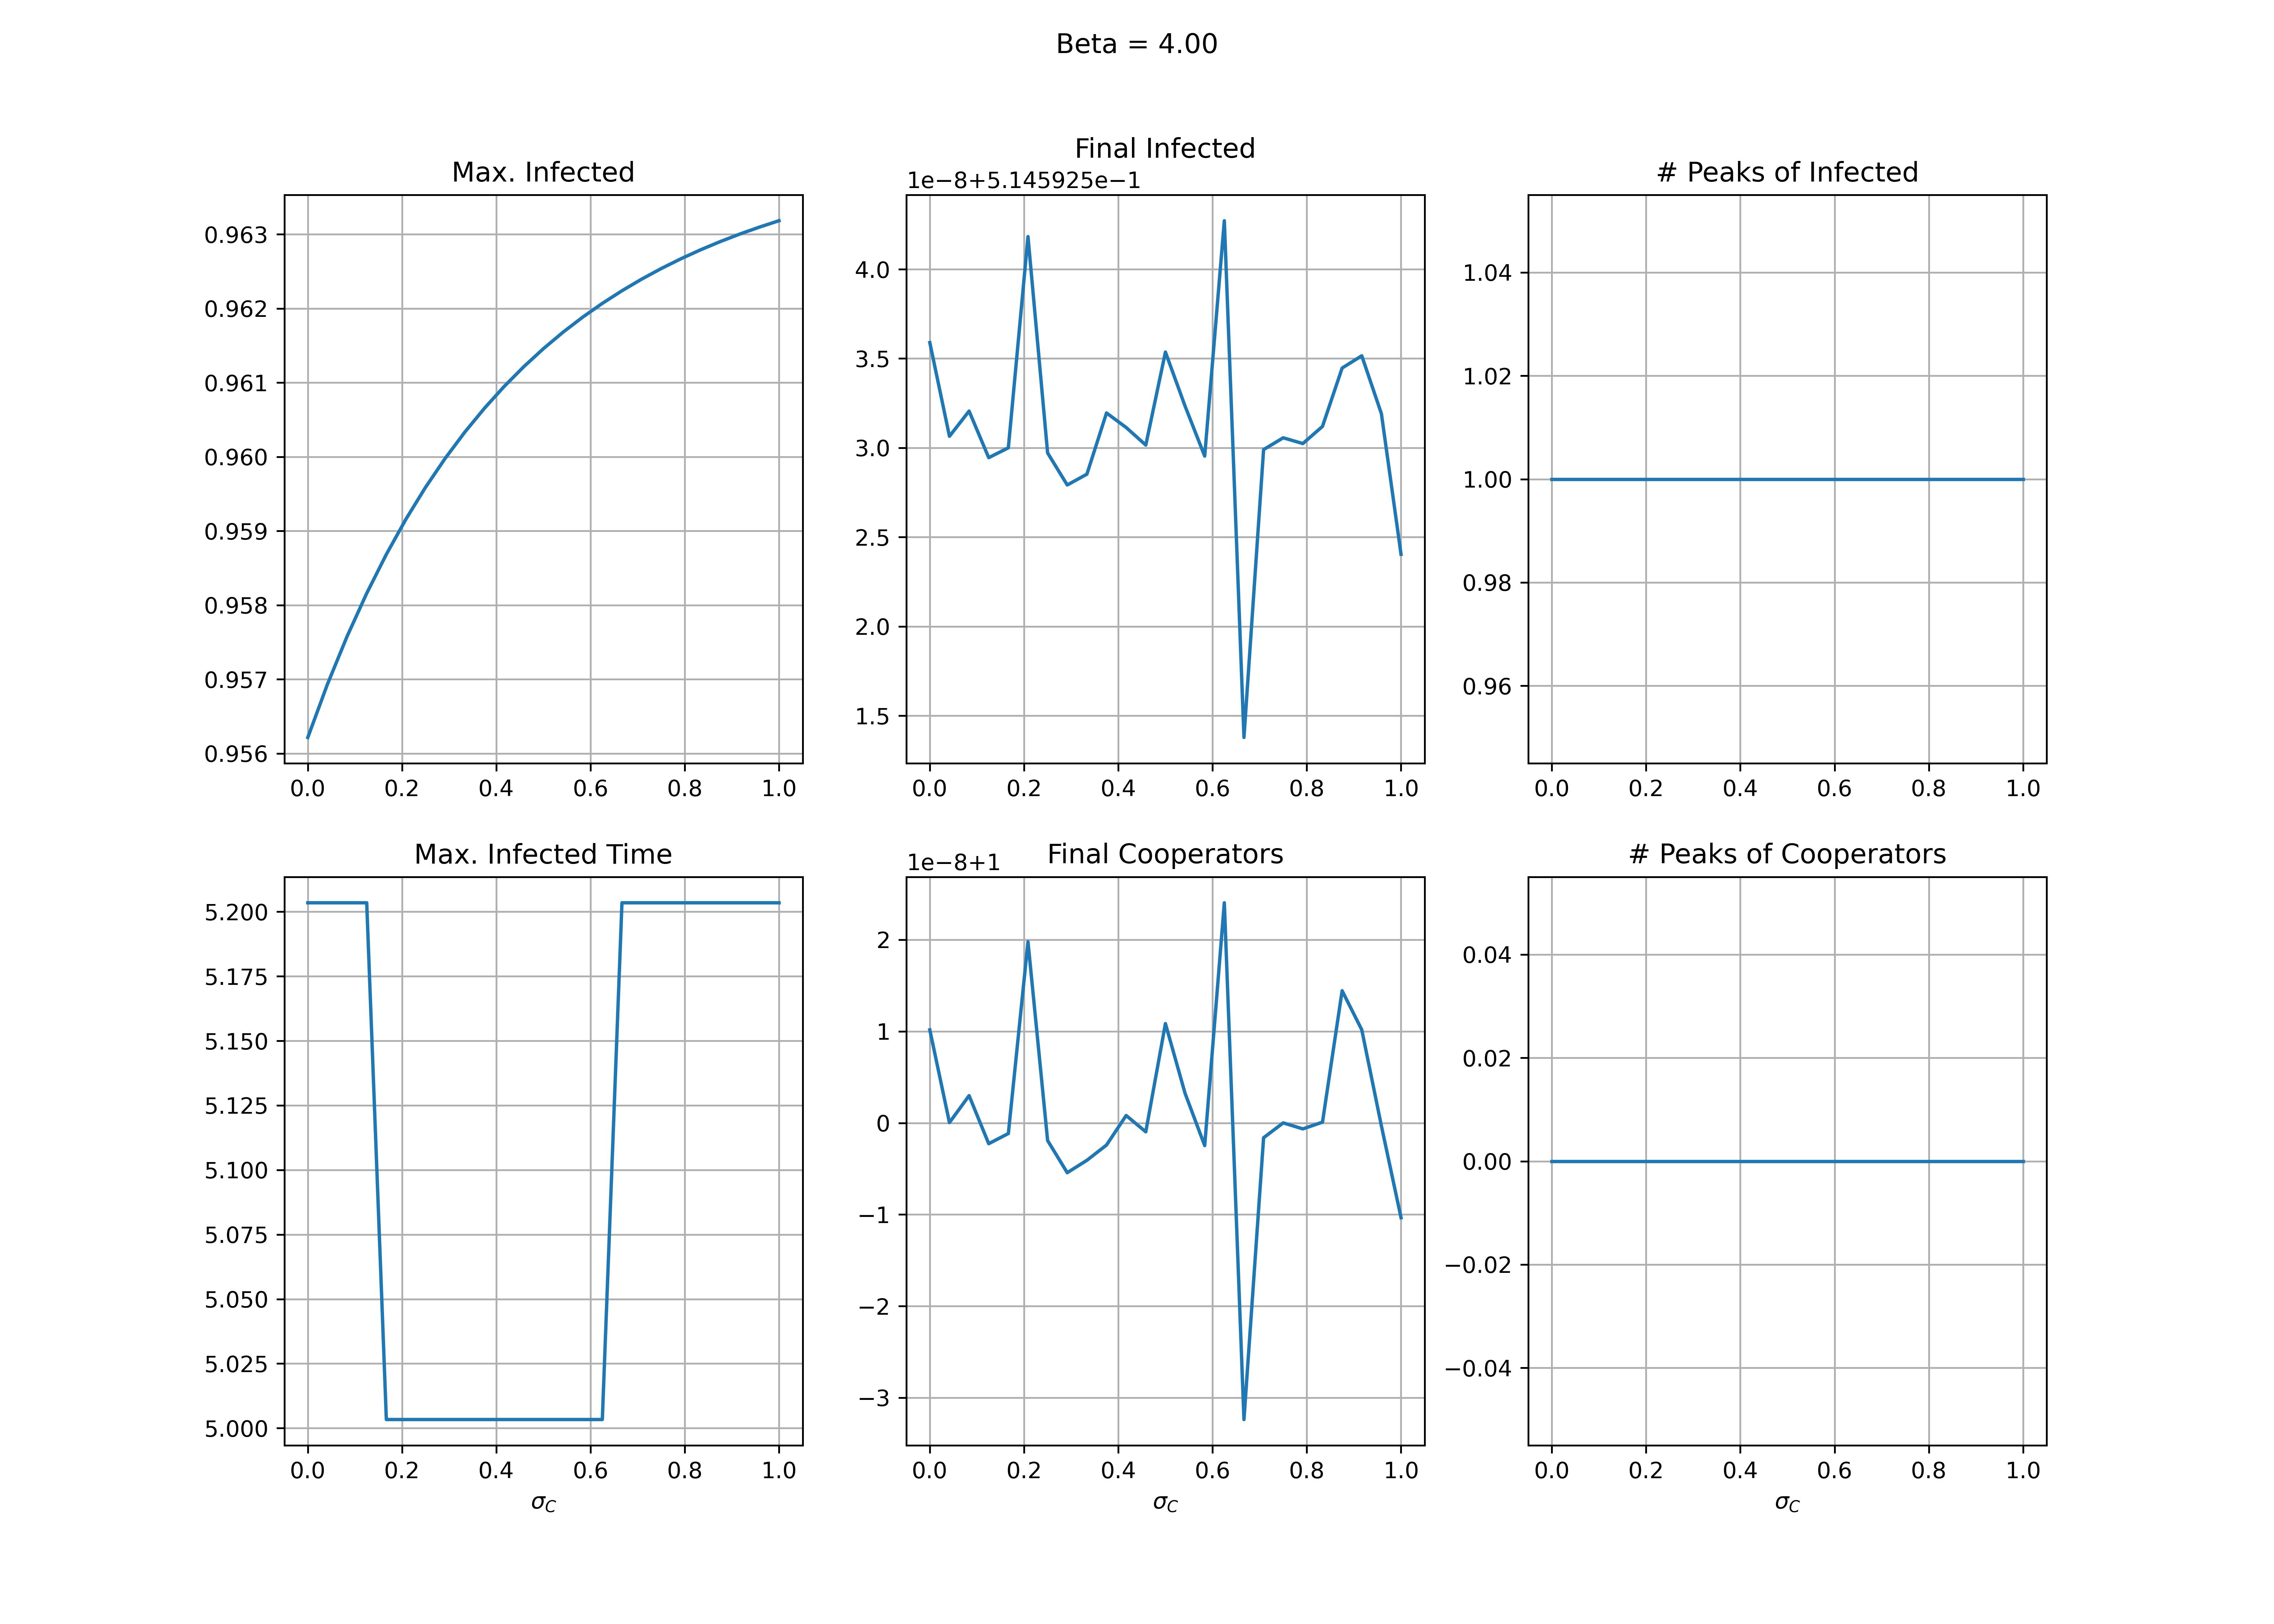 Beta = 4.00
Max. Infected
0.963
0.962
0.961
0.960
0.959
0.958
0.957
0.956
0.0 0.2 0.4 0.6 0.8 1.0
Final Infected
1e−8+5.145925e−1
4.0
3.5
3.0
2.5
2.0
1.5
0.0 0.2 0.4 0.6 0.8 1.0
# Peaks of Infected
1.04
1.02
1.00
0.98
0.96
0.0 0.2 0.4 0.6 0.8 1.0
Max. Infected Time
5.200
5.175
5.150
5.125
5.100
5.075
5.050
5.025
5.000
0.0 0.2 0.4 0.6 0.8 1.0
σC
Final Cooperators
1e−8+1
2
1
0
−1
−2
−3
0.0 0.2 0.4 0.6 0.8 1.0
σC
# Peaks of Cooperators
0.04
0.02
0.00
−0.02
−0.04
0.0 0.2 0.4 0.6 0.8 1.0
σC